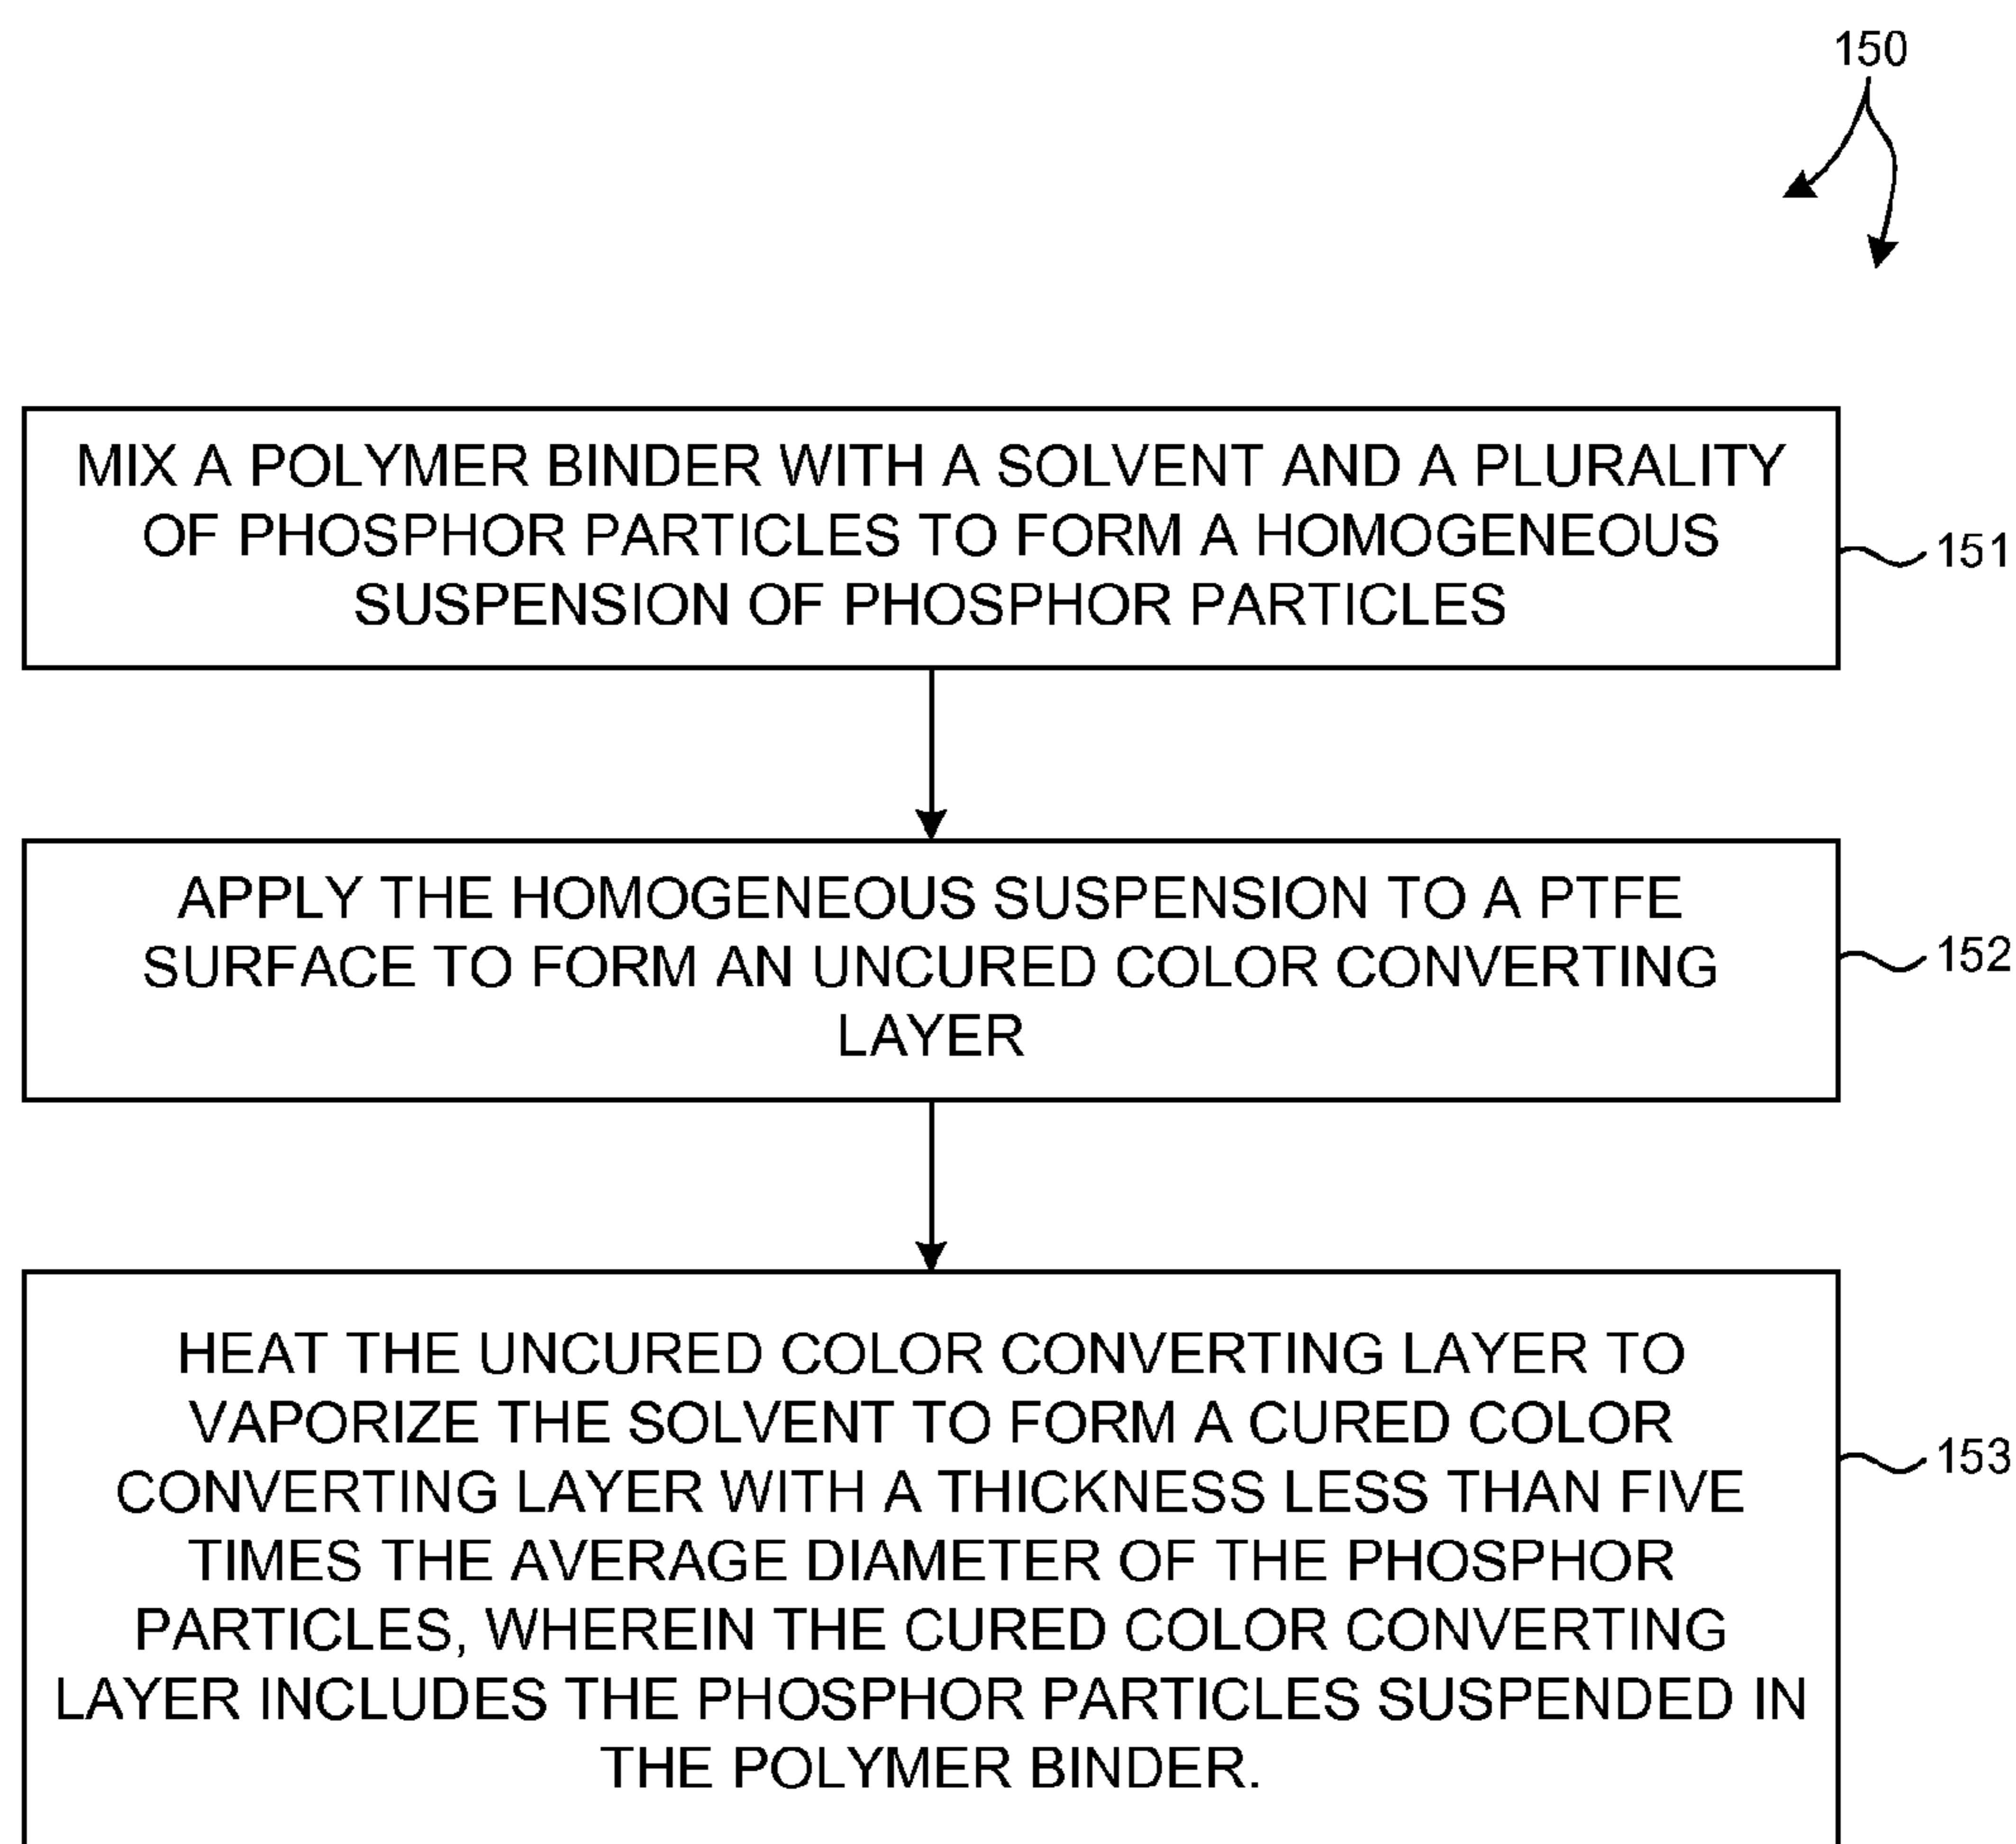 150
MIX A POLYMER BINDER WITH A SOLVENT AND A PLURALITY
OF PHOSPHOR PARTICLES TO FORM A HOMOGENEOUS
SUSPENSION OF PHOSPHOR PARTICLES
151
APPLY THE HOMOGENEOUS SUSPENSION TO A PTFE
SURFACE TO FORM AN UNCURED COLOR CONVERTING
LAYER
152
HEAT THE UNCURED COLOR CONVERTING LAYER TO
VAPORIZE THE SOLVENT TO FORM A CURED COLOR
CONVERTING LAYER WITH A THICKNESS LESS THAN FIVE
TIMES THE AVERAGE DIAMETER OF THE PHOSPHOR
PARTICLES, WHEREIN THE CURED COLOR CONVERTING
LAYER INCLUDES THE PHOSPHOR PARTICLES SUSPENDED IN
THE POLYMER BINDER.
153